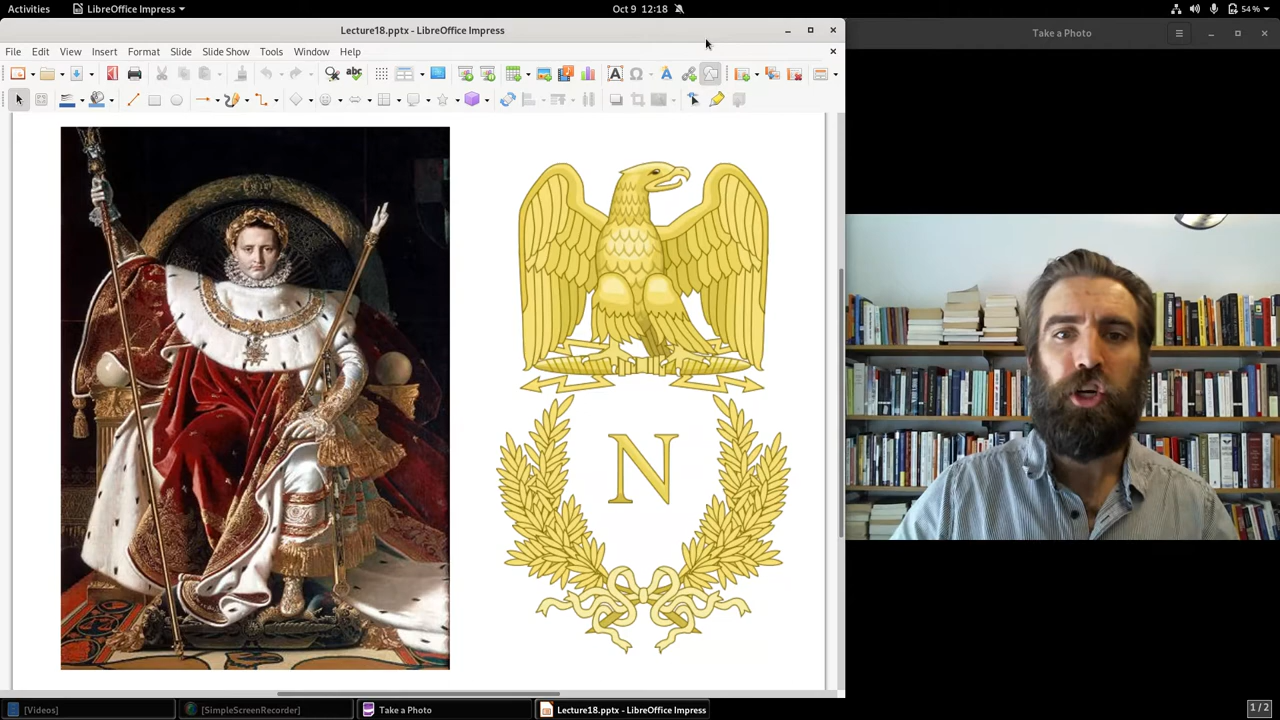 Activities LibreOffice Impress Oct 9 12:18 54 %
Lecture18.pptx - LibreOffice Impress
Take a Photo
File Edit View Insert Format Slide Slide Show Tools Window Help
N
[Videos] [SimpleScreenRecorder] Take a Photo Lecture18.pptx - LibreOffice Impress 1 / 2